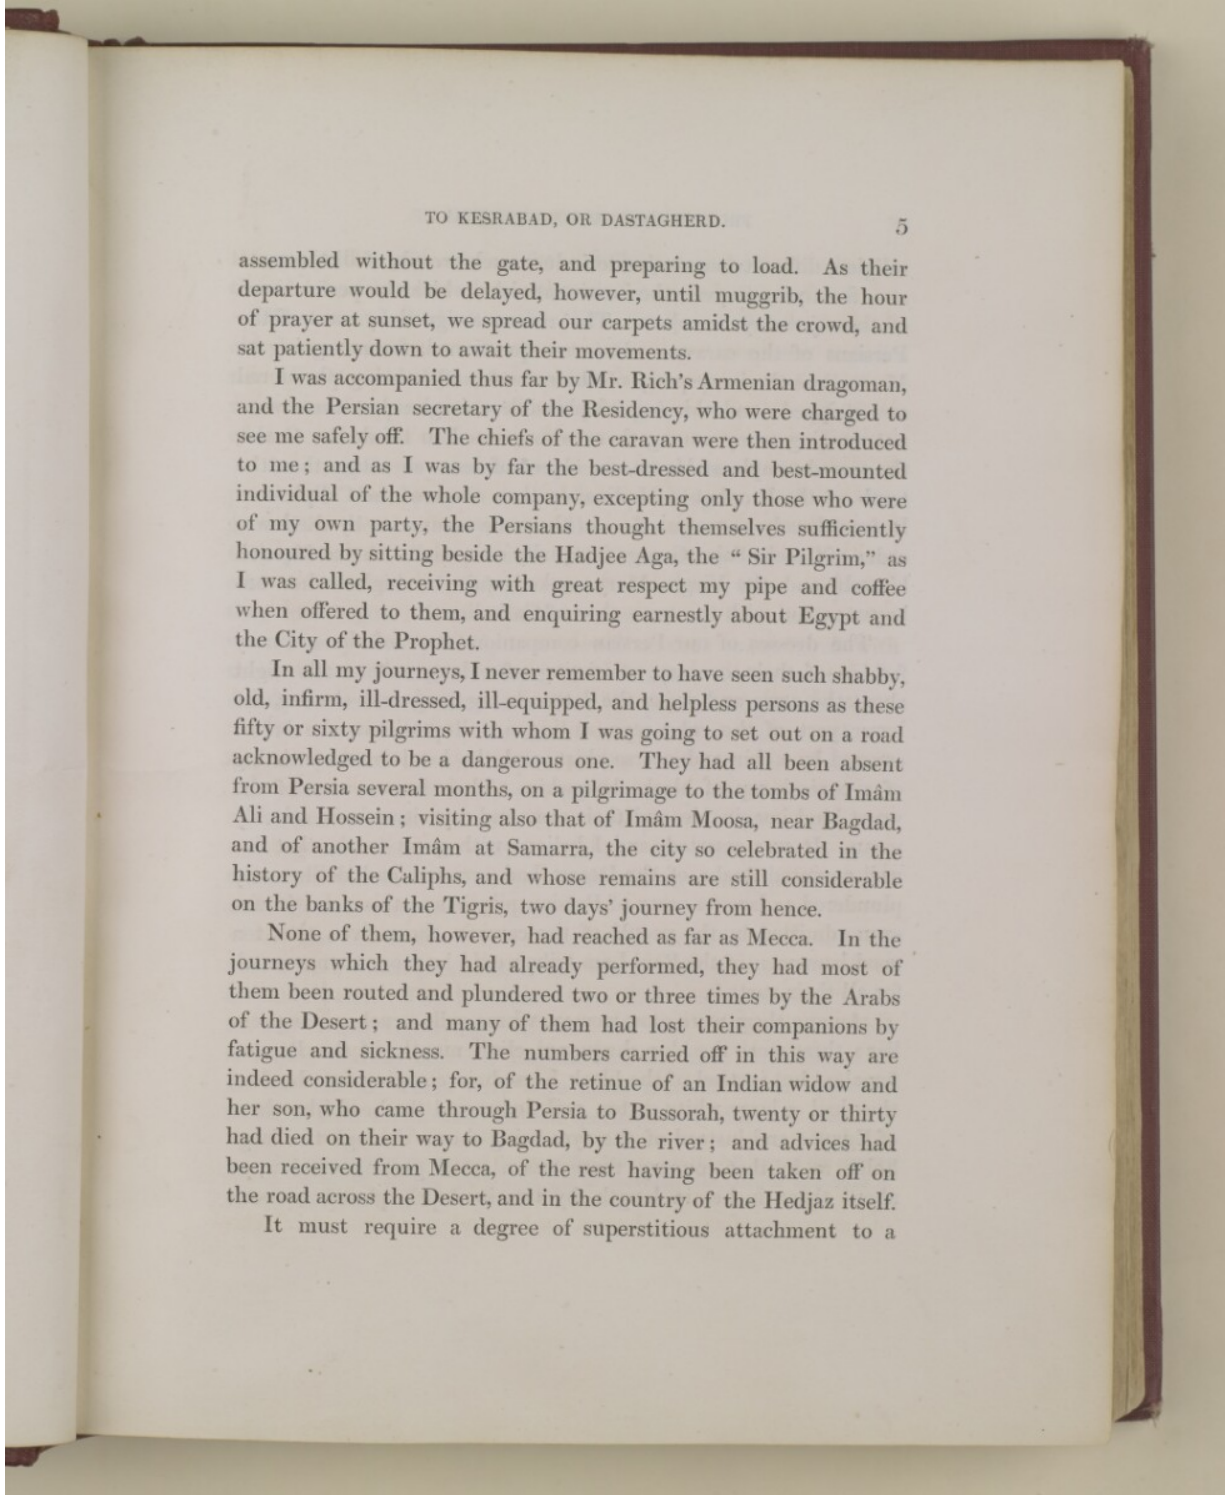 TO KESRABAD, OR DASTAGHERD. 5
assembled without the gate, and preparing to load. As their
departure would be delayed, however, until muggrib, the hour
of prayer at sunset, we spread our carpets amidst the crowd, and
sat patiently down to await their movements.
I was accompanied thus far by Mr. Rich's Armenian dragoman,
and the Persian secretary of the Residency, who were charged to
see me safely off. The chiefs of the caravan were then introduced
to me; and as I was by far the best-dressed and best-mounted
individual of the whole company, excepting only those who were
of my own party, the Persians thought themselves sufficiently
honoured by sitting beside the Hadjee Aga, the “ Sir Pilgrim,” as
I was called, receiving with great respect my pipe and coffee
when offered to them, and enquiring earnestly about Egypt and
the City of the Prophet.
In all my journeys, I never remember to have seen such shabby,
old, infirm, ill-dressed, ill-equipped, and helpless persons as these
fifty or sixty pilgrims with whom I was going to set out on a road
acknowledged to be a dangerous one. They had all been absent
from Persia several months, on a pilgrimage to the tombs of Imâm
Ali and Hossein; visiting also that of Imâm Moosa, near Bagdad,
and of another Imâm at Samarra, the city so celebrated in the
history of the Caliphs, and whose remains are still considerable
on the banks of the Tigris, two days' journey from hence.
None of them, however, had reached as far as Mecca. In the
journeys which they had already performed, they had most of
them been routed and plundered two or three times by the Arabs
of the Desert; and many of them had lost their companions by
fatigue and sickness. The numbers carried off in this way are
indeed considerable; for, of the retinue of an Indian widow and
her son, who came through Persia to Bussorah, twenty or thirty
had died on their way to Bagdad, by the river; and advices had
been received from Mecca, of the rest having been taken off on
the road across the Desert, and in the country of the Hedjaz itself.
It must require a degree of superstitious attachment to a